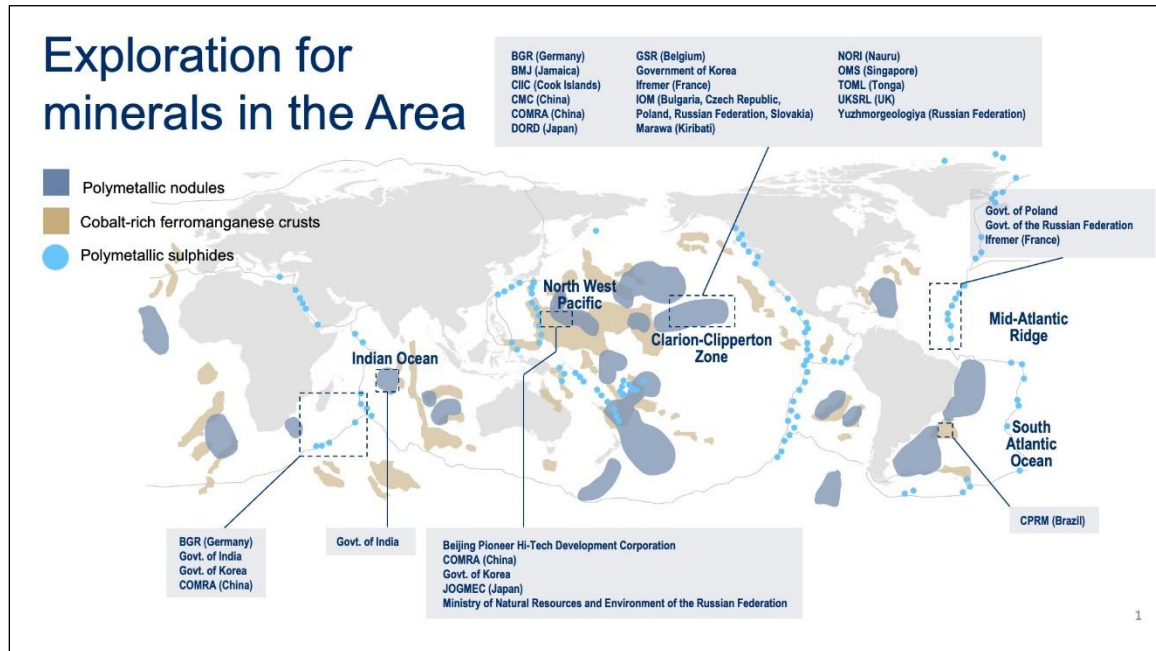 Exploration for
minerals in the Area
BGR (Germany)
BMJ (Jamaica)
CIIC (Cook Islands)
CMC (China)
COMRA (China)
DORD (Japan)
GSR (Belgium)
Government of Korea
Ifremer (France)
IOM (Bulgaria, Czech Republic,
Poland, Russian Federation, Slovakia)
Marawa (Kiribati)
NORI (Nauru)
OMS (Singapore)
TOML (Tonga)
UKSRL (UK)
Yuzhmorgeologiya (Russian Federation)
Polymetallic nodules
Cobalt-rich ferromanganese crusts
Polymetallic sulphides
Govt. of Poland
Govt. of the Russian Federation
Ifremer (France)
North West
Pacific
Clarion-Clipperton
Zone
Mid-Atlantic
Ridge
Indian Ocean
South
Atlantic
Ocean
BGR (Germany)
Govt. of India
Govt. of Korea
COMRA (China)
Govt. of India
Beijing Pioneer Hi-Tech Development Corporation
COMRA (China)
Govt. of Korea
JOGMEC (Japan)
Ministry of Natural Resources and Environment of the Russian Federation
CPRM (Brazil)
1